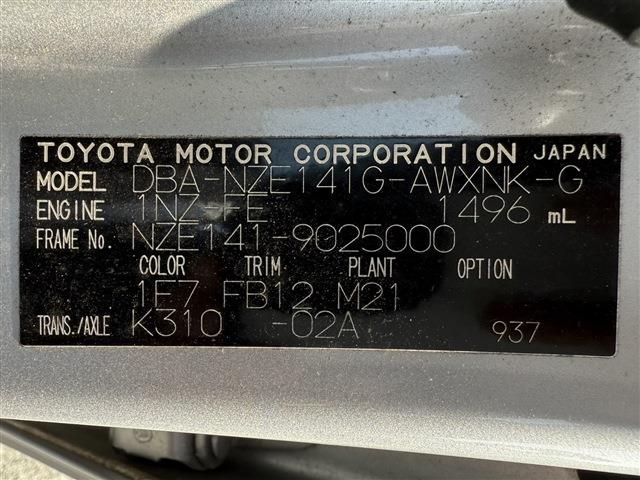 TOYOTA MOTOR CORPORATION JAPAN
MODEL DBA-NZE141G-AWXNK-G
ENGINE 1NZ-FE 1496 mL
FRAME No. NZE141-9025000
COLOR TRIM PLANT OPTION
1F7 FB12 M21
TRANS./AXLE K310 -02A 937